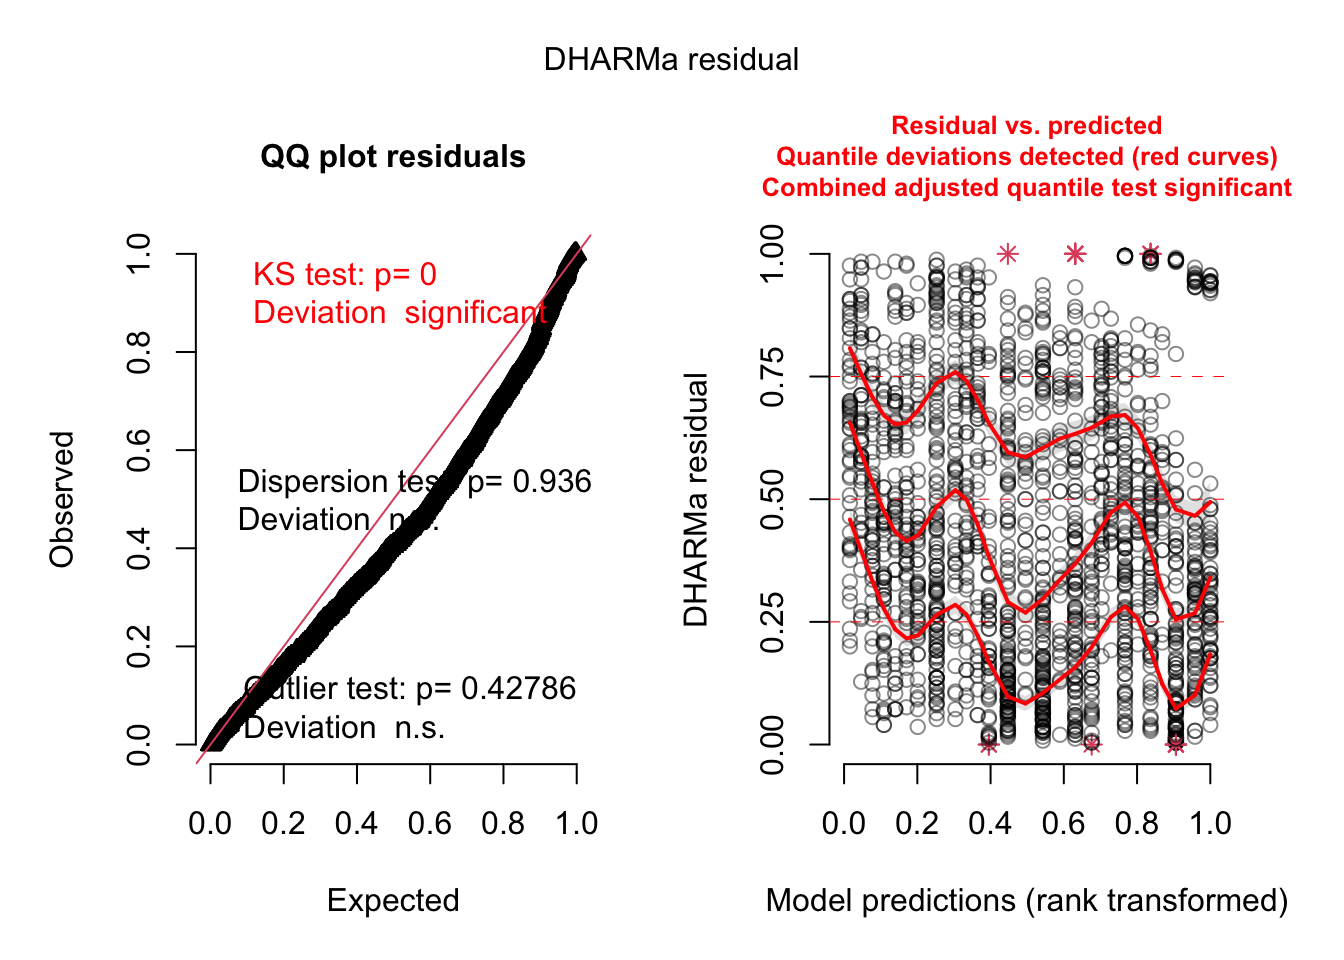 DHARMa residual
QQ plot residuals
KS test: p= 0
Deviation  significant
Dispersion test: p= 0.936
Deviation  n.s.
Outlier test: p= 0.42786
Deviation  n.s.
Observed
0.0
0.2
0.4
0.6
0.8
1.0
0.0 0.2 0.4 0.6 0.8 1.0
Expected
Residual vs. predicted
Quantile deviations detected (red curves)
Combined adjusted quantile test significant
DHARMa residual
0.00
0.25
0.50
0.75
1.00
0.0 0.2 0.4 0.6 0.8 1.0
Model predictions (rank transformed)